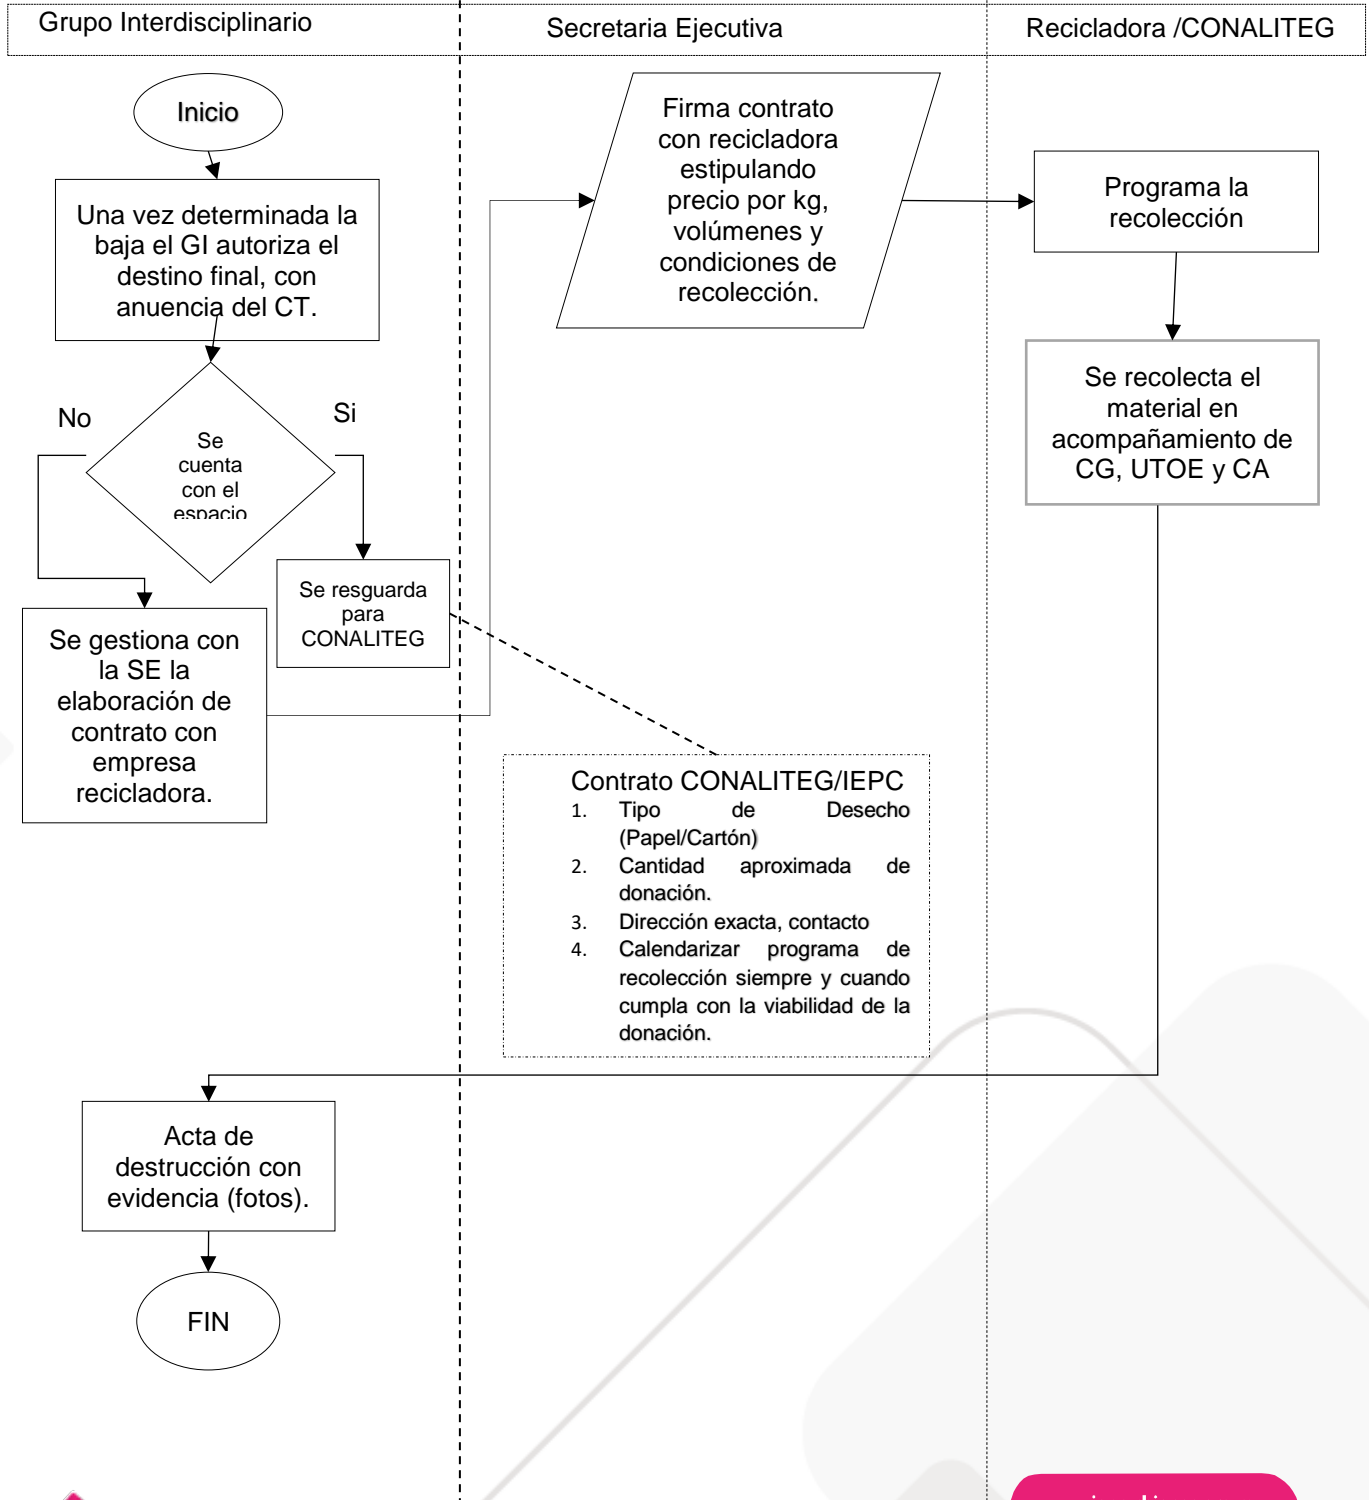 Grupo Interdisciplinario
Secretaria Ejecutiva
Recicladora /CONALITEG
Inicio
Una vez determinada la
baja el GI autoriza el
destino final, con
anuencia del CT.
No
Si
Se
cuenta
con el
espacio
Se resguarda
para
CONALITEG
Se gestiona con
la SE la
elaboración de
contrato con
empresa
recicladora.
Firma contrato
con recicladora
estipulando
precio por kg,
volúmenes y
condiciones de
recolección.
Programa la
recolección
Se recolecta el
material en
acompañamiento de
CG, UTOE y CA
Contrato CONALITEG/IEPC
1. Tipo de Desecho
(Papel/Cartón)
2. Cantidad aproximada de
donación.
3. Dirección exacta, contacto
4. Calendarizar programa de
recolección siempre y cuando
cumpla con la viabilidad de la
donación.
Acta de
destrucción con
evidencia (fotos).
FIN